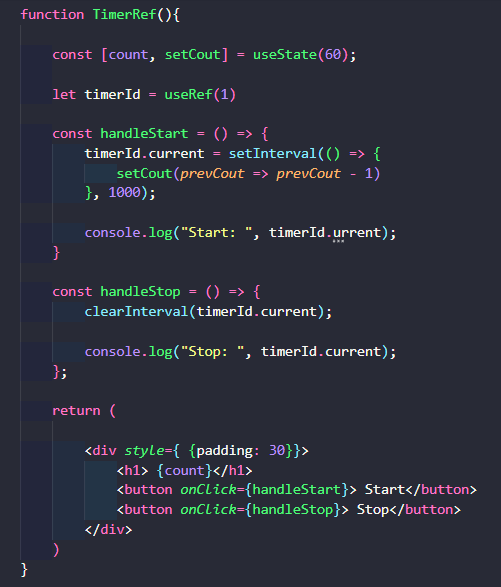 function TimerRef(){
const [count, setCout] = useState(60);
let timerId = useRef(1)
const handleStart = () => {
timerId.current = setInterval(() => {
setCout(prevCout => prevCout - 1)
}, 1000);
console.log("Start: ", timerId.urrent);
}
const handleStop = () => {
clearInterval(timerId.current);
console.log("Stop: ", timerId.current);
};
return (
<div style={ {padding: 30}}>
<h1> {count}</h1>
<button onClick={handleStart}> Start</button>
<button onClick={handleStop}> Stop</button>
</div>
)
}